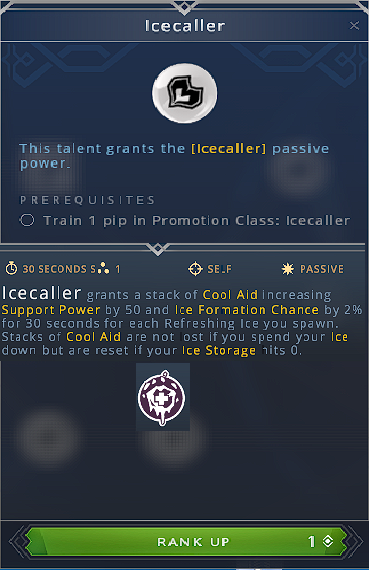 Icecaller
This talent grants the [Icecaller] passive
power.
PREREQUISITES
Train 1 pip in Promotion Class: Icecaller
30 SECONDS 1 SELF PASSIVE
Icecaller grants a stack of Cool Aid increasing
Support Power by 50 and Ice Formation Chance by 2%
for 30 seconds for each Refreshing Ice you spawn.
Stacks of Cool Aid are not lost if you spend your Ice
down but are reset if your Ice Storage hits 0.
RANK UP 1